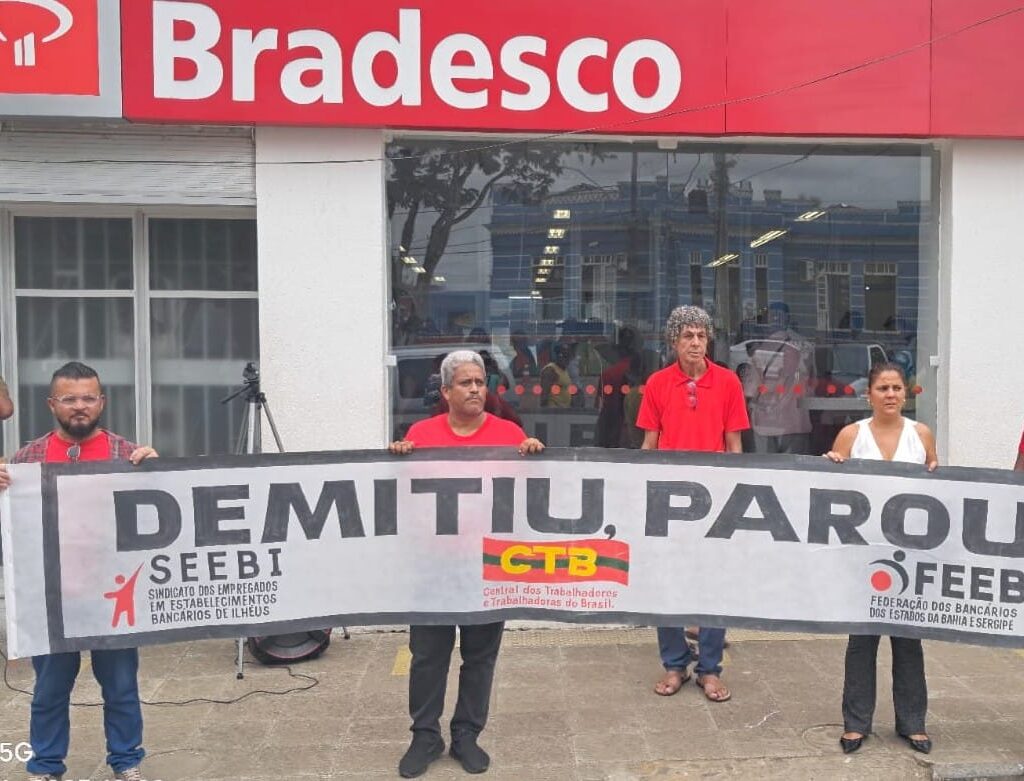 Bradesco
DEMITIU, PAROU
SEEBI
SINDICATO DOS EMPREGADOS
EM ESTABELECIMENTOS
BANCÁRIOS DE ILHÉUS
CTB
Central dos Trabalhadores
e Trabalhadoras do Brasil.
FEEB
FEDERAÇÃO DOS BANCÁRIOS
DOS ESTADOS DA BAHIA E SERGIPE
5G